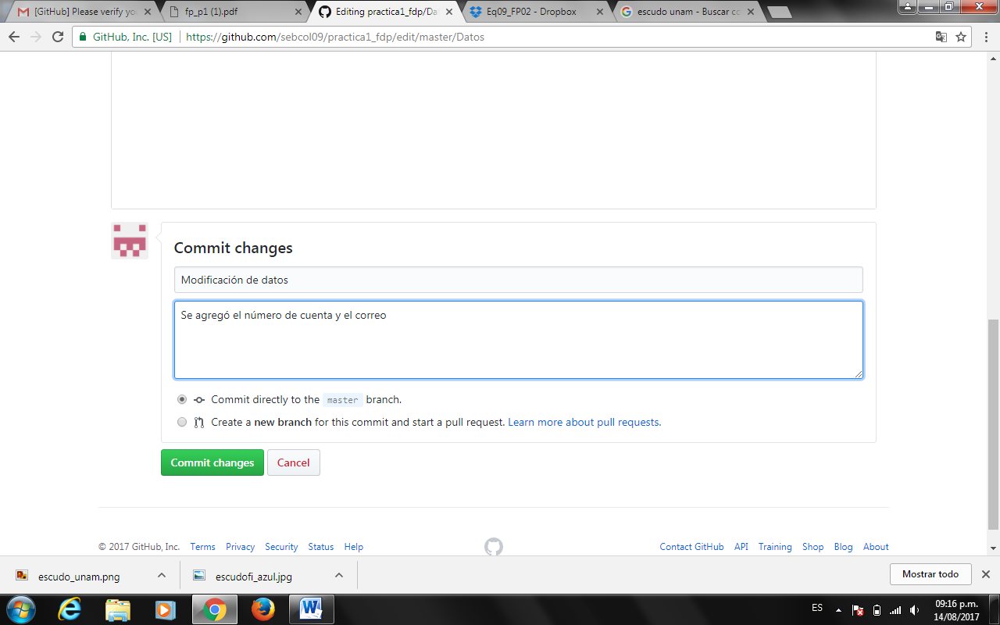 [GitHub] Please verify yo
fp_p1 (1).pdf
Editing practica1_fdp/Da
Eq09_FP02 - Dropbox
escudo unam - Buscar co
GitHub, Inc. [US]
https://github.com/sebcol09/practica1_fdp/edit/master/Datos
Commit changes
Modificación de datos
Se agregó el número de cuenta y el correo
Commit directly to the master branch.
Create a new branch for this commit and start a pull request. Learn more about pull requests.
Commit changes Cancel
© 2017 GitHub, Inc. Terms Privacy Security Status Help Contact GitHub API Training Shop Blog About
escudo_unam.png
escudofi_azul.jpg
Mostrar todo
ES
09:16 p.m.
14/08/2017